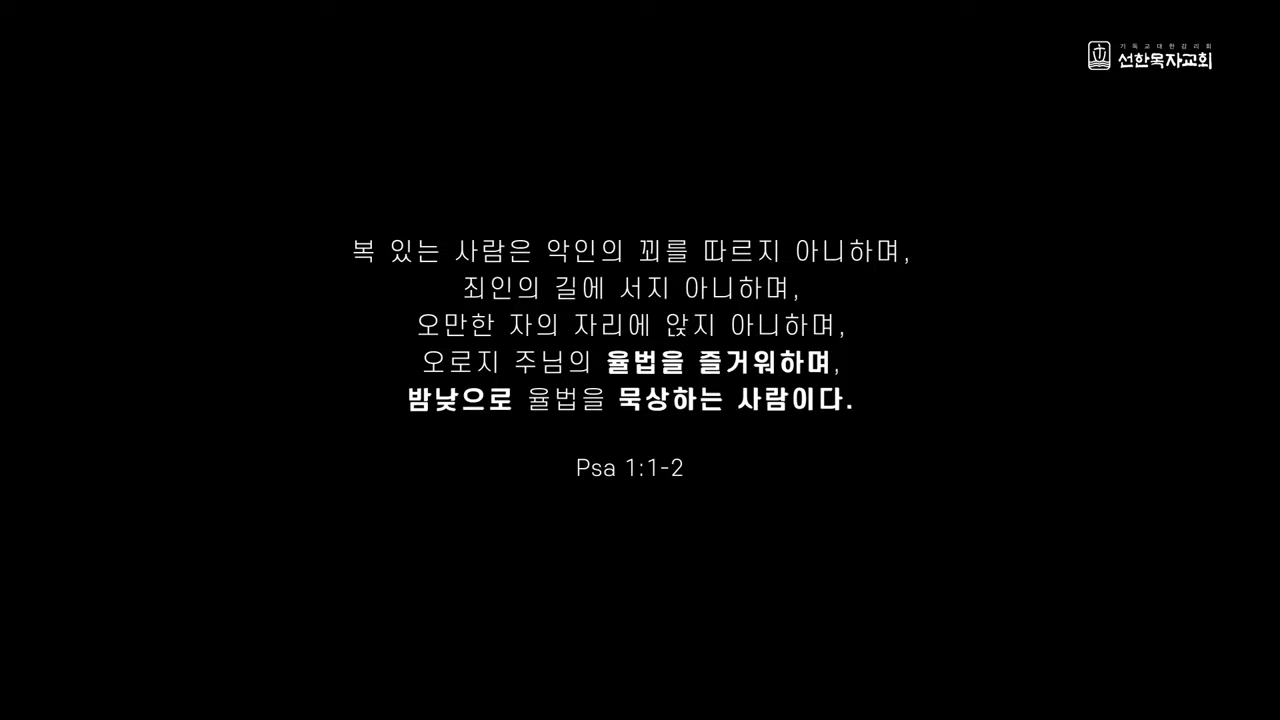 기독교대한감리회
선한목자교회
복 있는 사람은 악인의 꾀를 따르지 아니하며,
죄인의 길에 서지 아니하며,
오만한 자의 자리에 앉지 아니하며,
오로지 주님의 율법을 즐거워하며,
밤낮으로 율법을 묵상하는 사람이다.
Psa 1:1-2